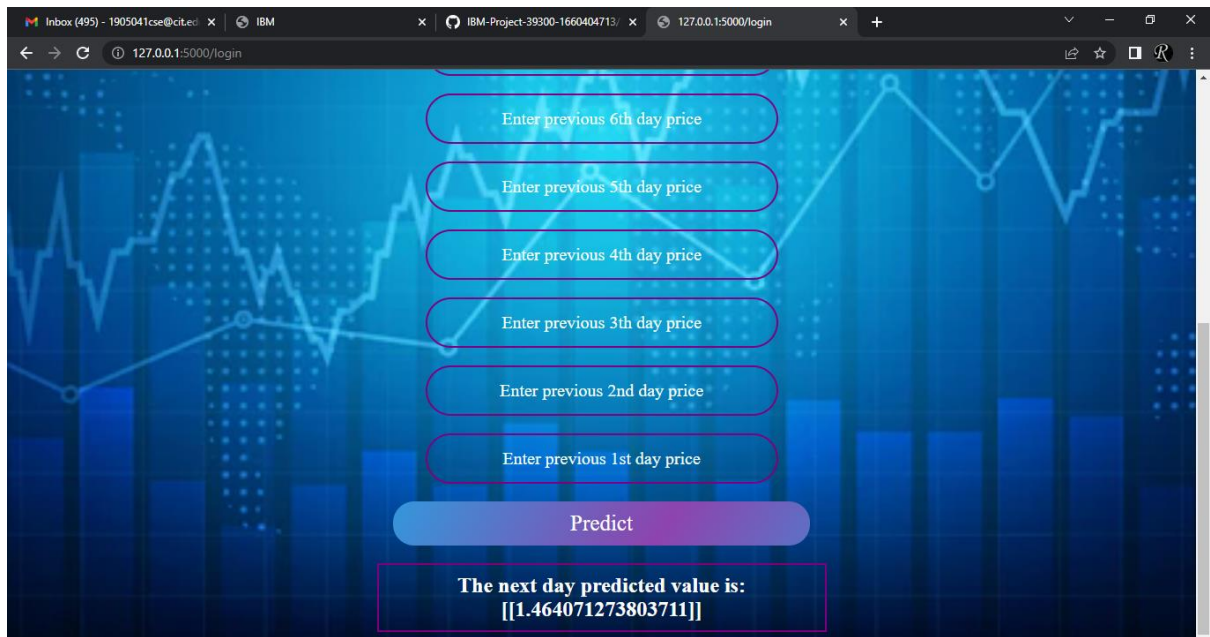 Inbox (495) - 1905041cse@cit.ed
IBM
IBM-Project-39300-1660404713/
127.0.0.1:5000/login
127.0.0.1:5000/login
R
Enter previous 6th day price
Enter previous 5th day price
Enter previous 4th day price
Enter previous 3th day price
Enter previous 2nd day price
Enter previous 1st day price
Predict
The next day predicted value is:
[[1.464071273803711]]